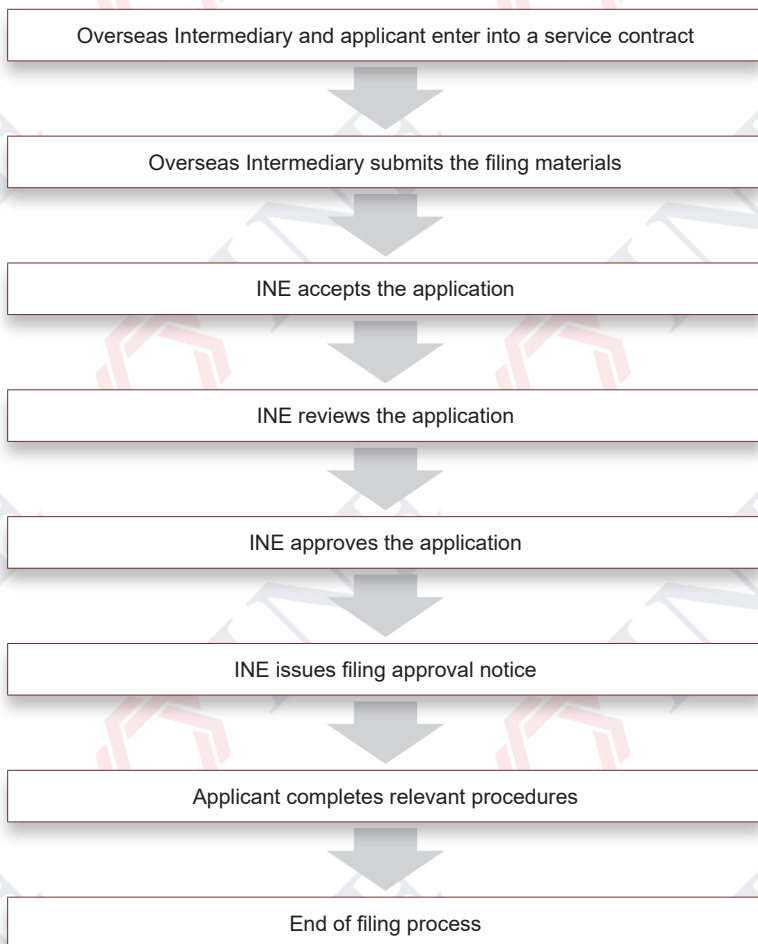 Overseas Intermediary and applicant enter into a service contract
Overseas Intermediary submits the filing materials
INE accepts the application
INE reviews the application
INE approves the application
INE issues filing approval notice
Applicant completes relevant procedures
End of filing process